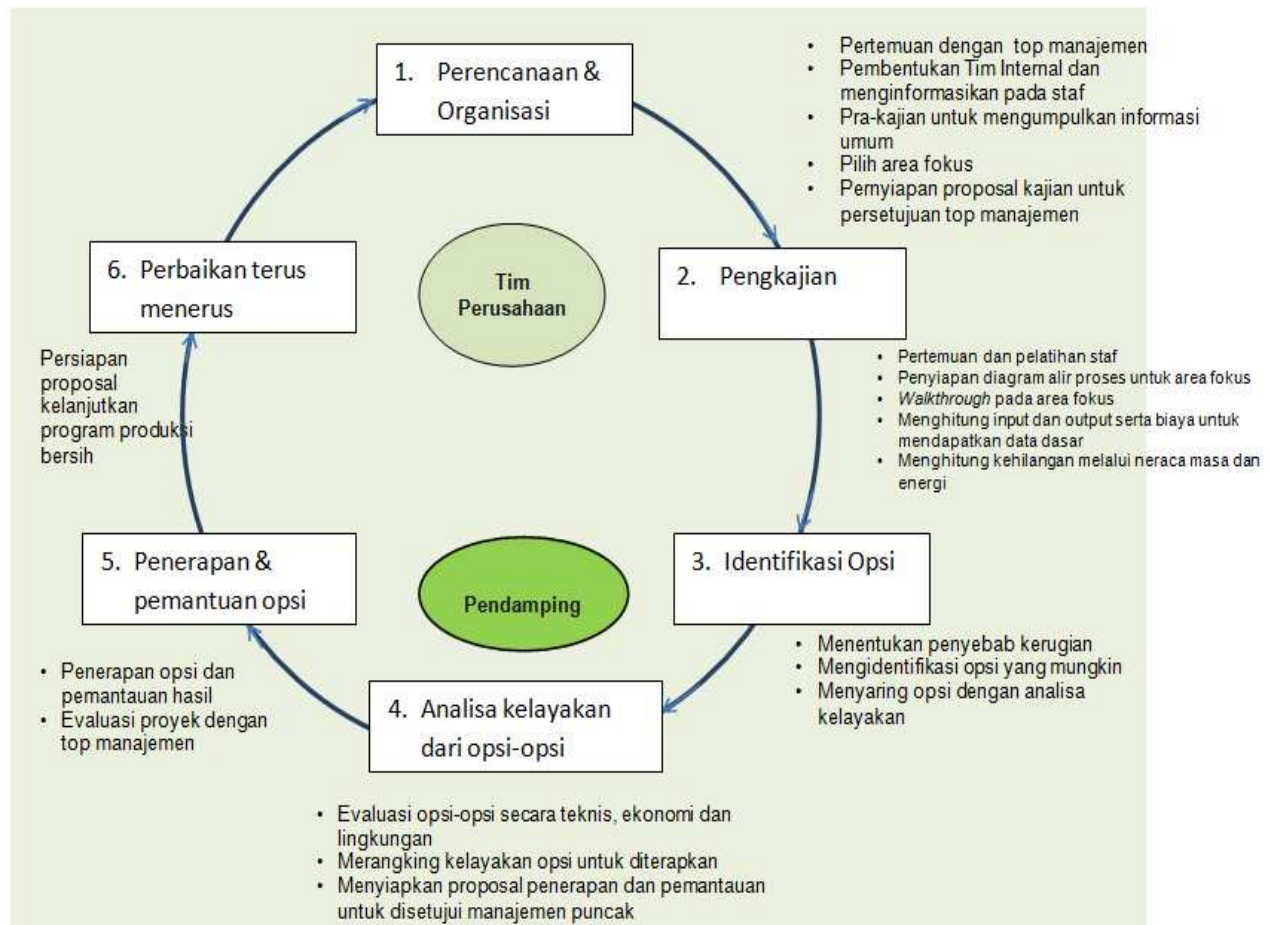 1. Perencanaan &
Organisasi
• Pertemuan dengan top manajemen
• Pembentukan Tim Internal dan
menginformasikan pada staf
• Pra-kajian untuk mengumpulkan informasi
umum
• Pilih area fokus
• Pernyiapan proposal kajian untuk
persetujuan top manajemen
2. Pengkajian
• Pertemuan dan pelatihan staf
• Penyiapan diagram alir proses untuk area fokus
• Walkthrough pada area fokus
• Menghitung input dan output serta biaya untuk
mendapatkan data dasar
• Menghitung kehilangan melalui neraca masa dan
energi
3. Identifikasi Opsi
• Menentukan penyebab kerugian
• Mengidentifikasi opsi yang mungkin
• Menyaring opsi dengan analisa
kelayakan
4. Analisa kelayakan
dari opsi-opsi
• Evaluasi opsi-opsi secara teknis, ekonomi dan
lingkungan
• Merangking kelayakan opsi untuk diterapkan
• Menyiapkan proposal penerapan dan pemantauan
untuk disetujui manajemen puncak
5. Penerapan &
pemantuan opsi
• Penerapan opsi dan
pemantauan hasil
• Evaluasi proyek dengan
top manajemen
6. Perbaikan terus
menerus
Persiapan
proposal
kelanjutkan
program produksi
bersih
Tim
Perusahaan
Pendamping